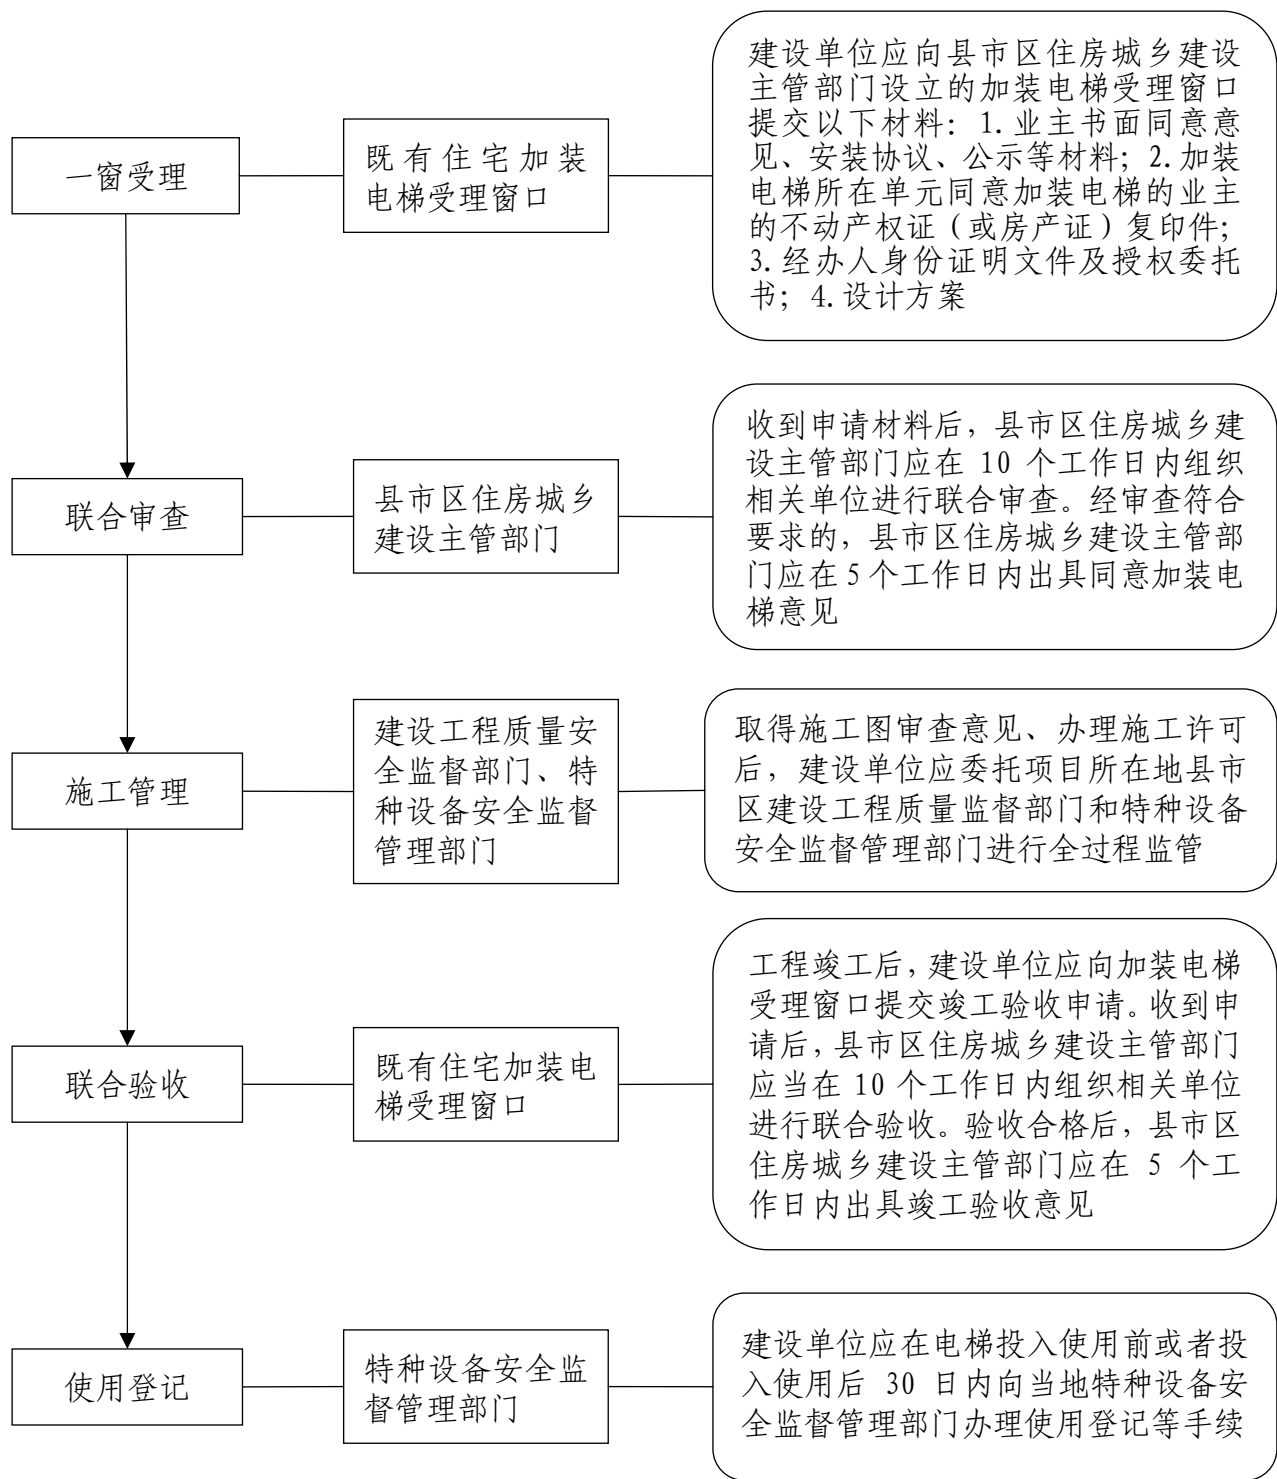 一窗受理
既有住宅加装
电梯受理窗口
建设单位应向县市区住房城乡建设
主管部门设立的加装电梯受理窗口
提交以下材料：1.业主书面同意意
见、安装协议、公示等材料；2.加装
电梯所在单元同意加装电梯的业主
的不动产权证（或房产证）复印件；
3.经办人身份证明文件及授权委托
书；4.设计方案
联合审查
县市区住房城乡
建设主管部门
收到申请材料后，县市区住房城乡建
设主管部门应在 10 个工作日内组织
相关单位进行联合审查。经审查符合
要求的，县市区住房城乡建设主管部
门应在5个工作日内出具同意加装电
梯意见
施工管理
建设工程质量安
全监督部门、特
种设备安全监督
管理部门
取得施工图审查意见、办理施工许可
后，建设单位应委托项目所在地县市
区建设工程质量监督部门和特种设备
安全监督管理部门进行全过程监管
联合验收
既有住宅加装电
梯受理窗口
工程竣工后，建设单位应向加装电梯
受理窗口提交竣工验收申请。收到申
请后，县市区住房城乡建设主管部门
应当在 10 个工作日内组织相关单位
进行联合验收。验收合格后，县市区
住房城乡建设主管部门应在 5 个工
作日内出具竣工验收意见
使用登记
特种设备安全监
督管理部门
建设单位应在电梯投入使用前或者投
入使用后 30 日内向当地特种设备安
全监督管理部门办理使用登记等手续